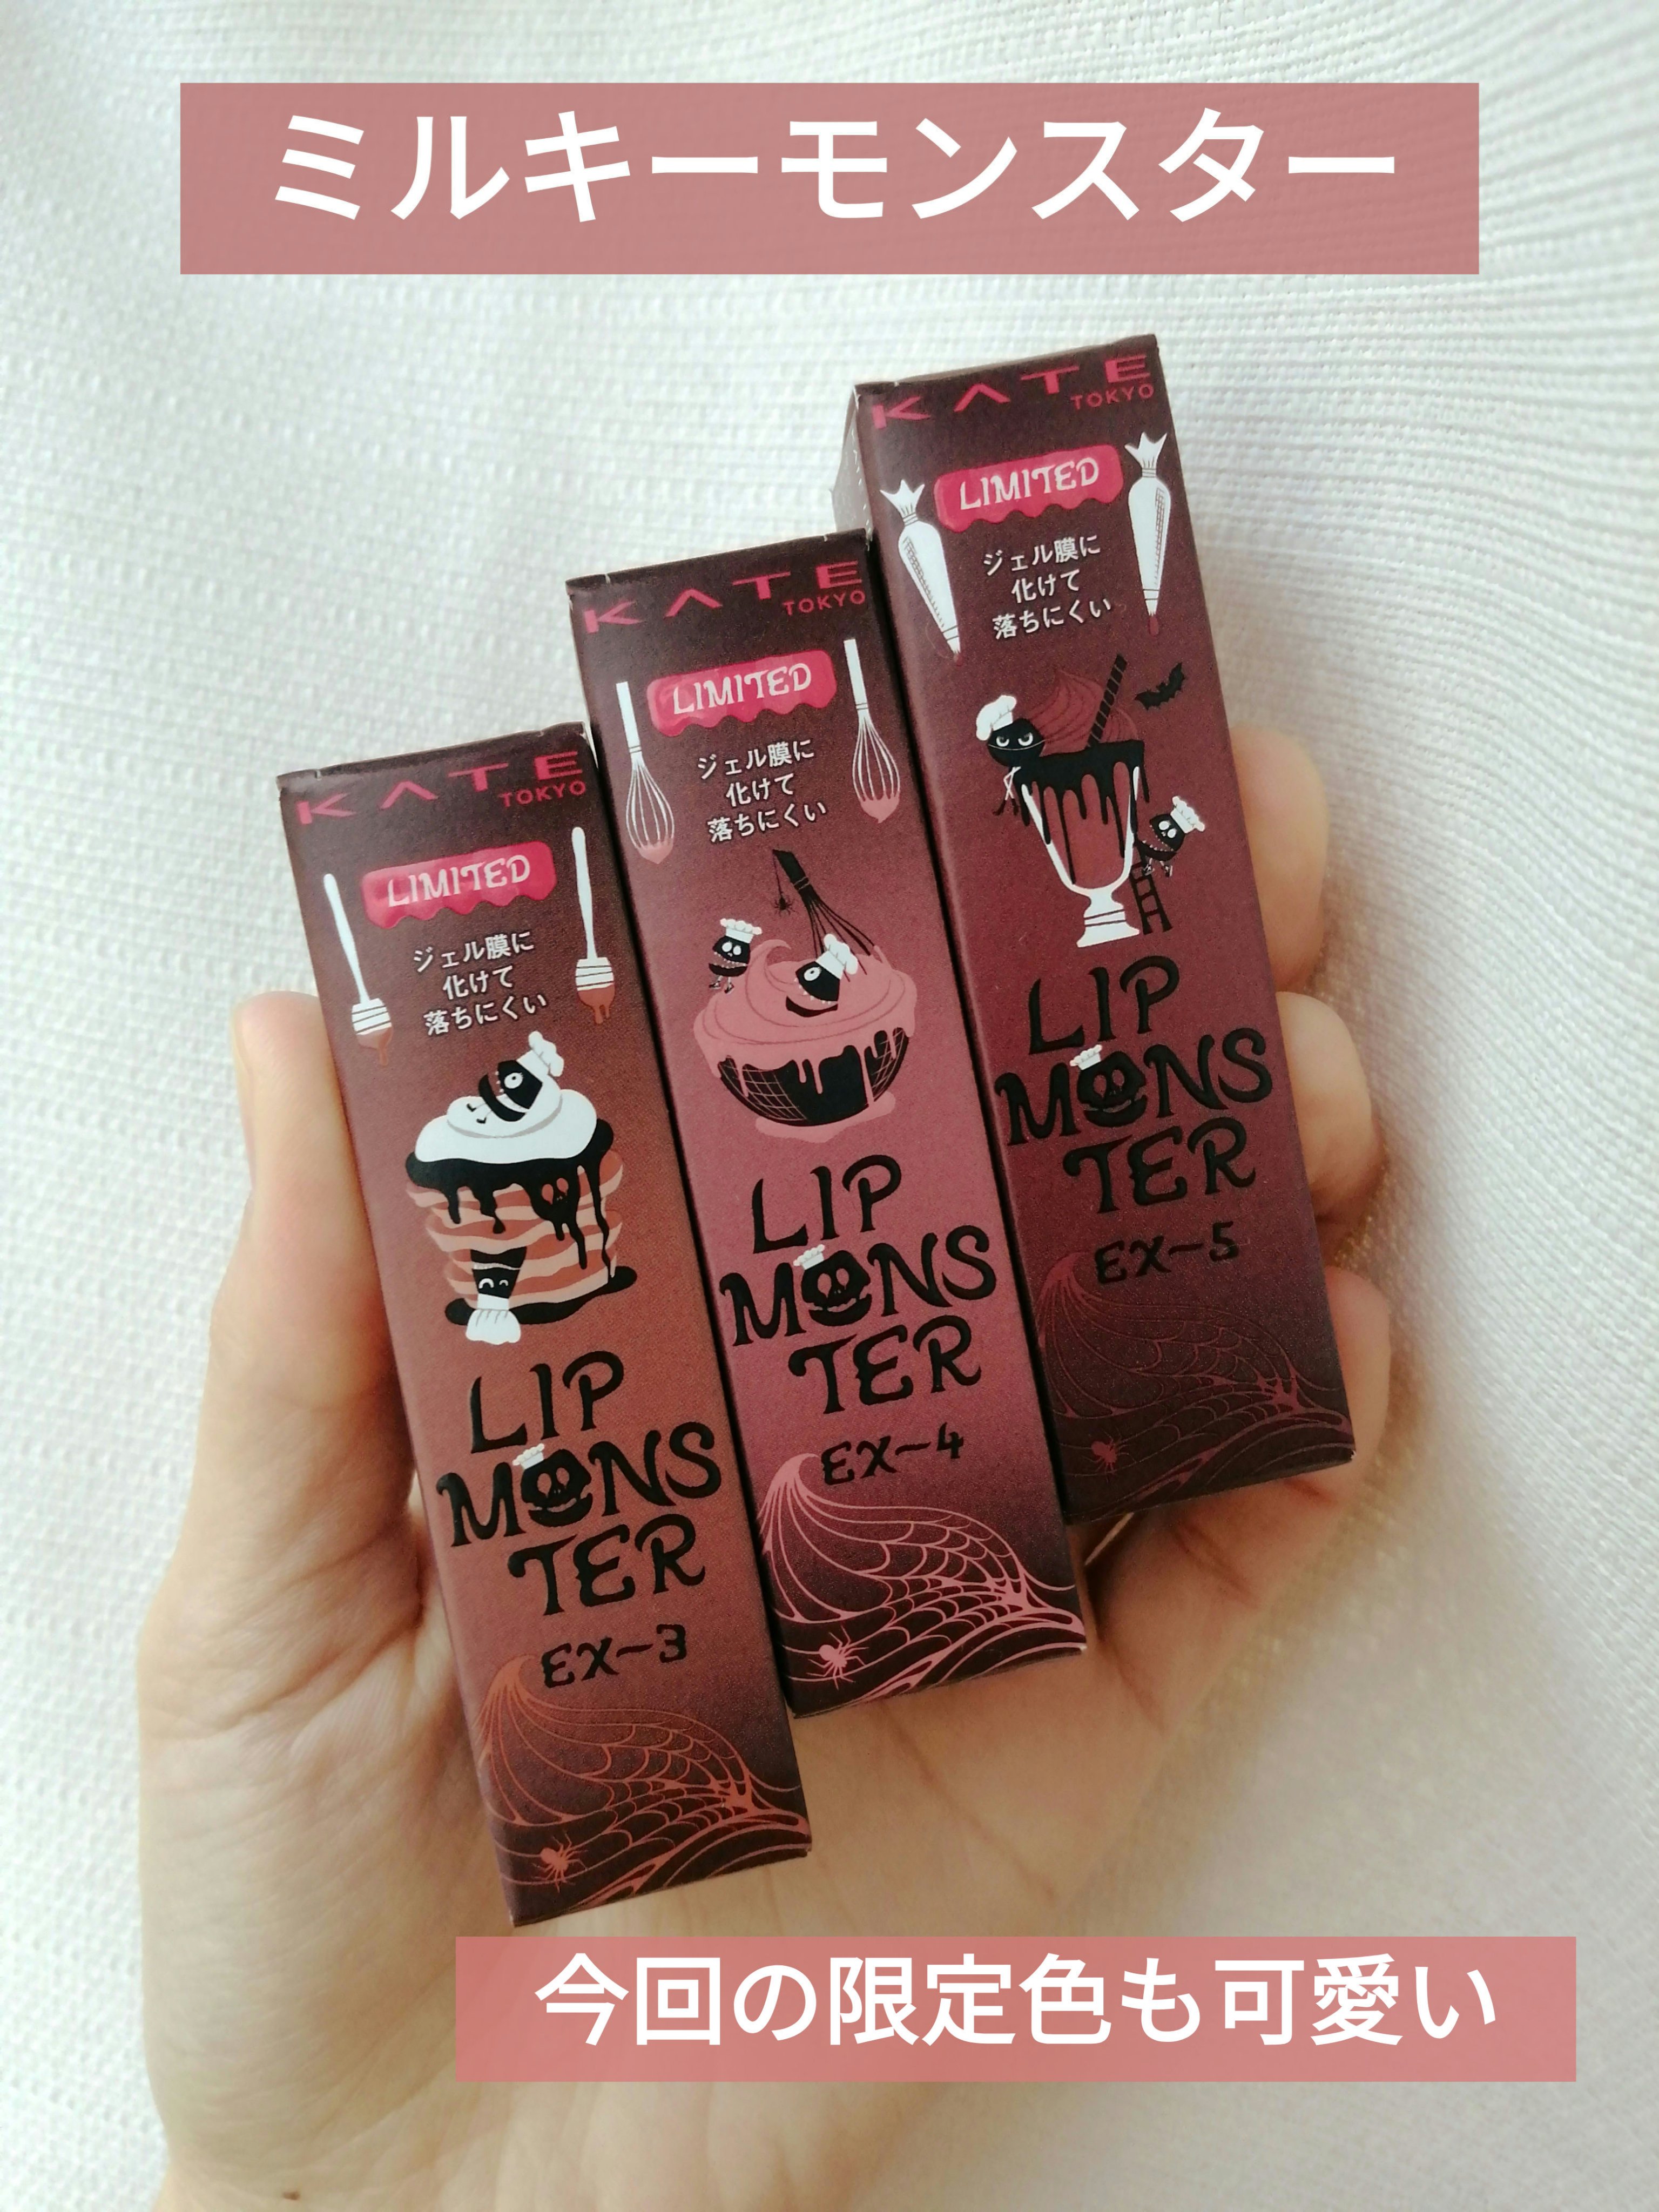 ミルキーモンスター
KATE
TOKYO
LIMITED
ジェル膜に
化けて
落ちにくい
LIP
MONS
TER
EX-3
KATE
TOKYO
LIMITED
ジェル膜に
化けて
落ちにくい
LIP
MONS
TER
EX-4
KATE
TOKYO
LIMITED
ジェル膜に
化けて
落ちにくい
LIP
MONS
TER
EX-5
今回の限定色も可愛い